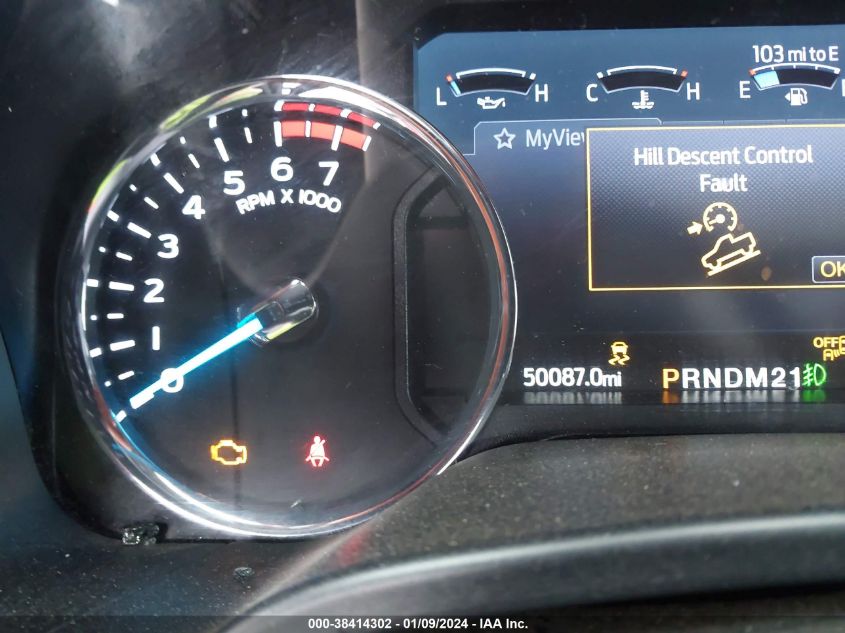 103 mi to E
L H C H E
MyView
Hill Descent Control
Fault
OK
0 1 2 3 4 5 6 7
RPM X 1000
OFF
50087.0mi PRNDM21
000-38414302 - 01/09/2024 - IAA Inc.